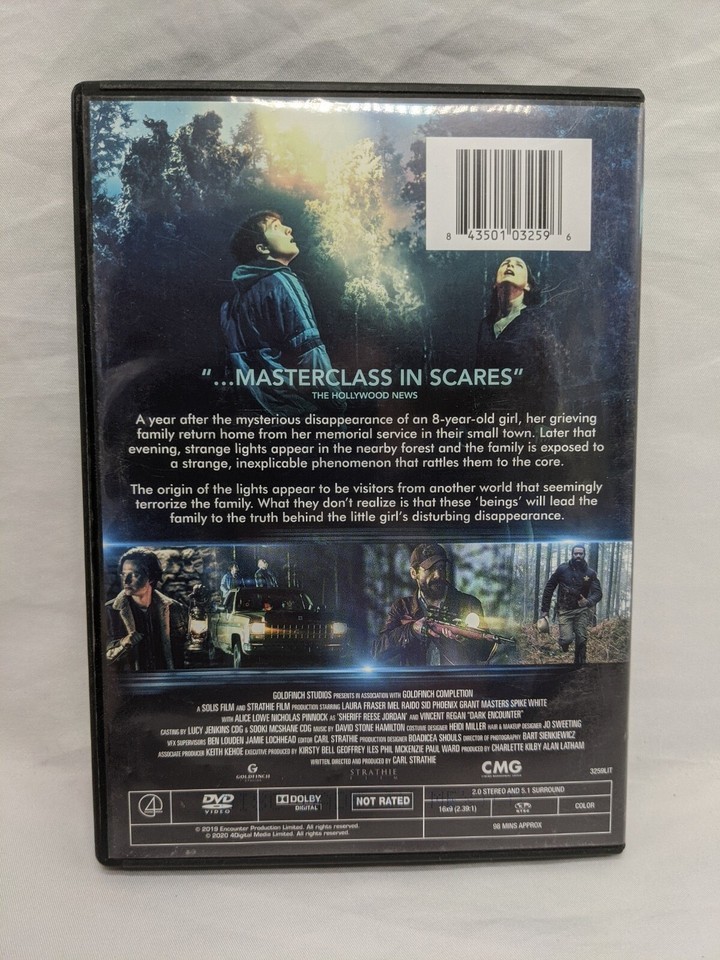 8 43501 03259 6
"...MASTERCLASS IN SCARES"
THE HOLLYWOOD NEWS
A year after the mysterious disappearance of an 8-year-old girl, her grieving
family return home from her memorial service in their small town. Later that
evening, strange lights appear in the nearby forest and the family is exposed to
a strange, inexplicable phenomenon that rattles them to the core.
The origin of the lights appear to be visitors from another world that seemingly
terrorize the family. What they don't realize is that these 'beings' will lead the
family to the truth behind the little girl's disturbing disappearance.
GOLDFINCH STUDIOS PRESENTS IN ASSOCIATION WITH GOLDFINCH COMPLETION
A SOLIS FILM AND STRATHIE FILM PRODUCTION STARRING LAURA FRASER MEL RAIDO SID PHOENIX GRANT MASTERS SPIKE WHITE
WITH ALICE LOWE NICHOLAS PINNOCK AS 'SHERIFF REESE JORDAN' AND VINCENT REGAN "DARK ENCOUNTER"
CASTING BY LUCY JENKINS CDG & SOOKI MCSHANE CDG MUSIC BY DAVID STONE HAMILTON COSTUME DESIGNER HEIDI MILLER HAIR & MAKEUP DESIGNER JO SWEETING
VFX SUPERVISORS BEN LOUDEN JAMIE LOCHHEAD EDITOR CARL STRATHIE PRODUCTION DESIGNER BOADICEA SHOULS DIRECTOR OF PHOTOGRAPHY BART SIENKIEWICZ
ASSOCIATE PRODUCER KEITH KEHOE EXECUTIVE PRODUCED BY KIRSTY BELL GEOFFREY ILES PHIL MCKENZIE PAUL WARD PRODUCED BY CHARLETTE KILBY ALAN LATHAM
WRITTEN, DIRECTED AND PRODUCED BY CARL STRATHIE
GOLDFINCH
STRATHIE
FILM
CMG
3259LIT
4
DVD
VIDEO
DOLBY
DIGITAL
NOT RATED
2.0 STEREO AND 5.1 SURROUND
16x9 (2.39:1)
NTSC
COLOR
98 MINS APPROX
© 2019 Encounter Production Limited. All rights reserved.
© 2020 4Digital Media Limited. All rights reserved.